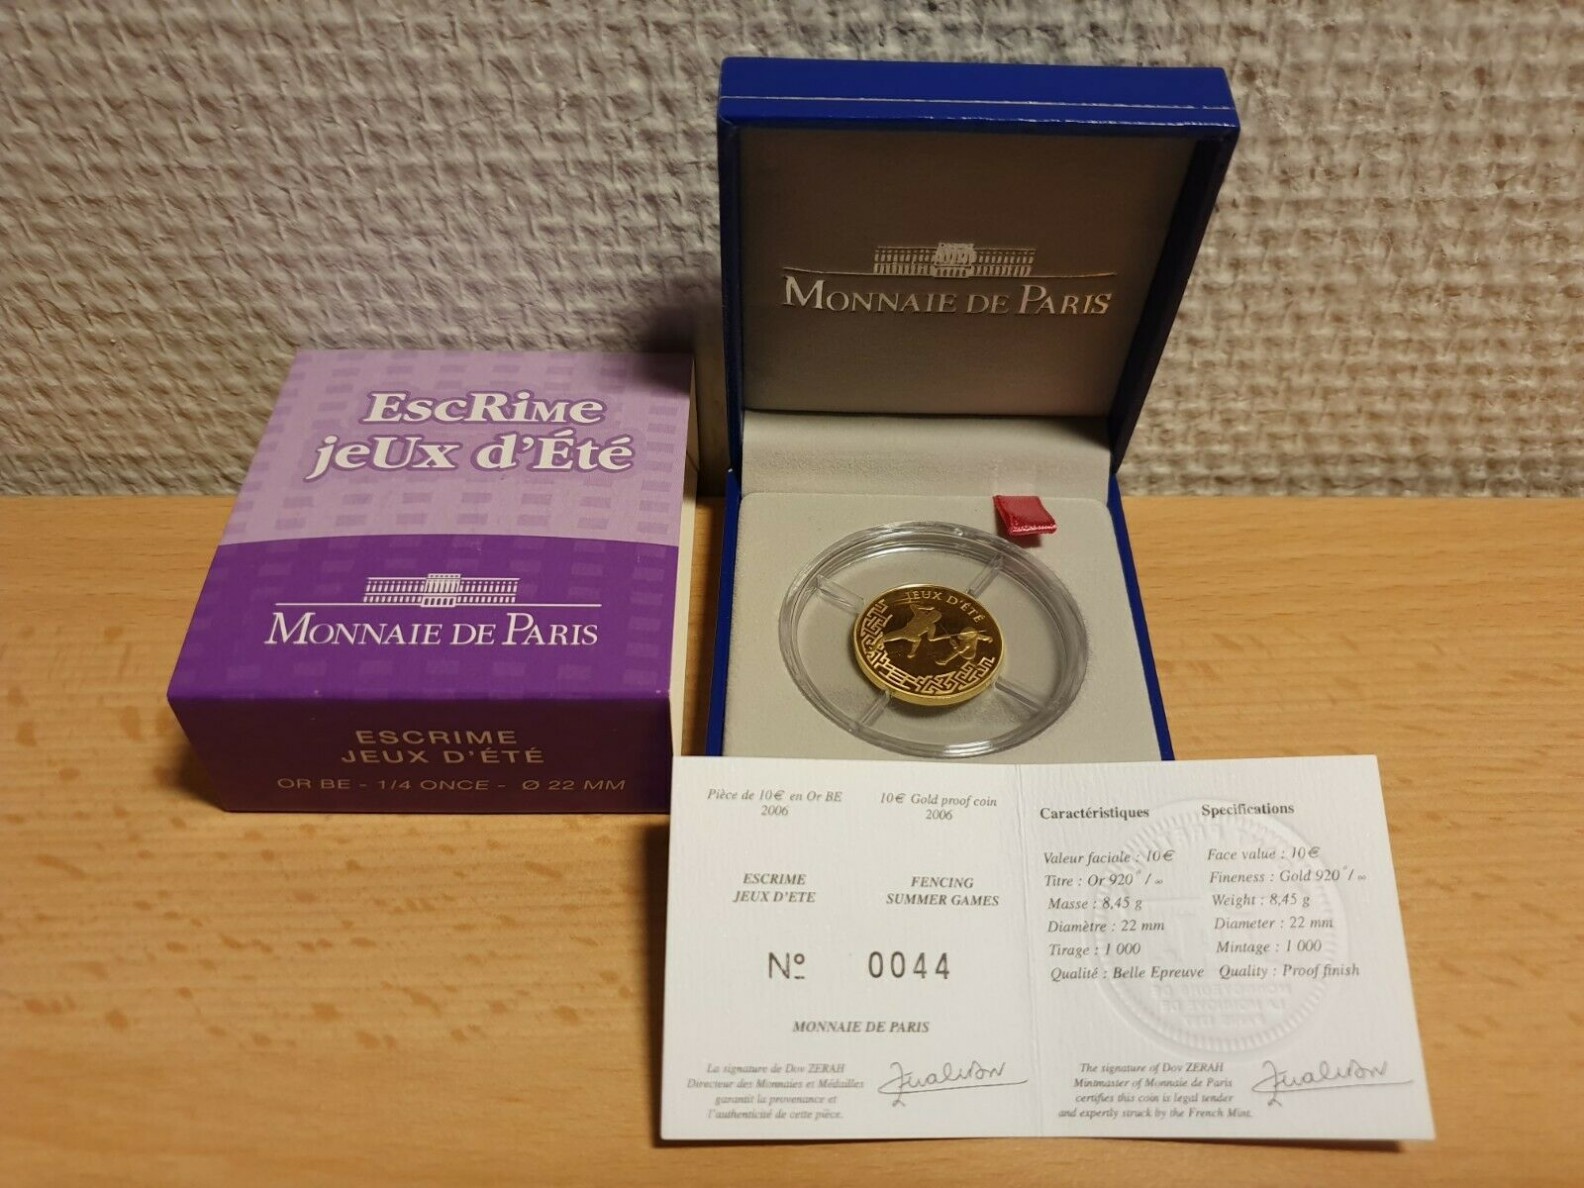 EscRime
jeUx d'Été
MONNAIE DE PARIS
ESCRIME
JEUX D'ÉTÉ
OR BE - 1/4 ONCE - Ø 22 MM
MONNAIE DE PARIS
JEUX D'ÉTÉ
Pièce de 10€ en Or BE
2006
ESCRIME
JEUX D'ETE
10€ Gold proof coin
2006
FENCING
SUMMER GAMES
Nº 0044
MONNAIE DE PARIS
La signature de Dov ZERAH
Directeur des Monnaies et Médailles
garantit la provenance et
l'authenticité de cette pièce.
Caractéristiques
Valeur faciale : 10€
Titre : Or 920 °/∞
Masse : 8,45 g
Diamètre : 22 mm
Tirage : 1 000
Qualité : Belle Epreuve
Specifications
Face value : 10€
Fineness : Gold 920 °/∞
Weight : 8,45 g
Diameter : 22 mm
Mintage : 1 000
Quality : Proof finish
The signature of Dov ZERAH
Mintmaster of Monnaie de Paris
certifies this coin is legal tender
and expertly struck by the French Mint.